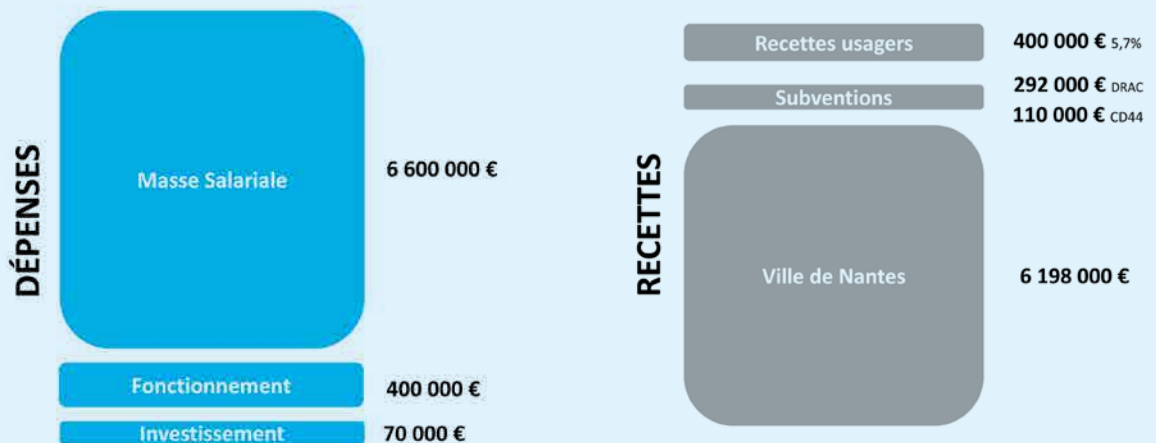 DÉPENSES
Masse Salariale
6 600 000 €
Fonctionnement
400 000 €
Investissement
70 000 €
RECETTES
Recettes usagers
400 000 € 5,7%
Subventions
292 000 € DRAC
110 000 € CD44
Ville de Nantes
6 198 000 €